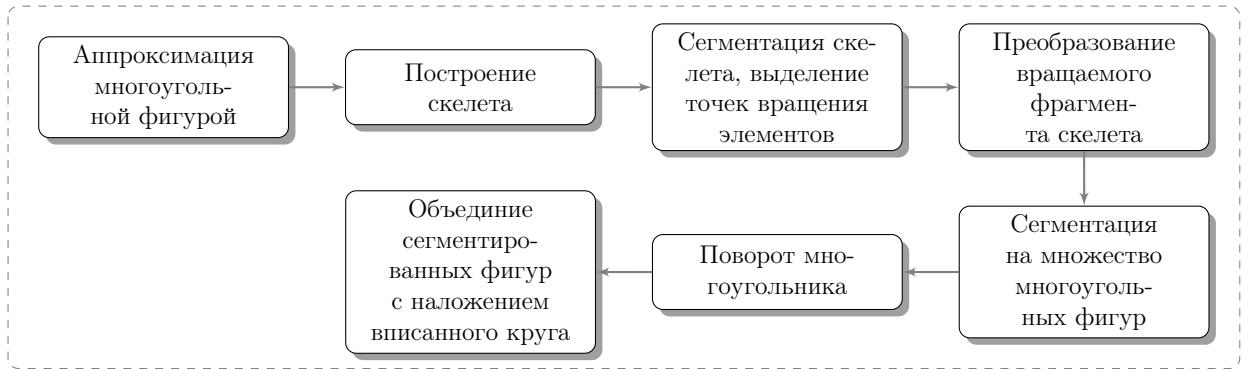 Аппроксимация
многоуголь-
ной фигурой
Построение
скелета
Сегментация ске-
лета, выделение
точек вращения
элементов
Преобразование
вращаемого
фрагмен-
та скелета
Сегментация
на множество
многоуголь-
ных фигур
Поворот мно-
гоугольника
Объединие
сегментиро-
ванных фигур
с наложением
вписанного круга